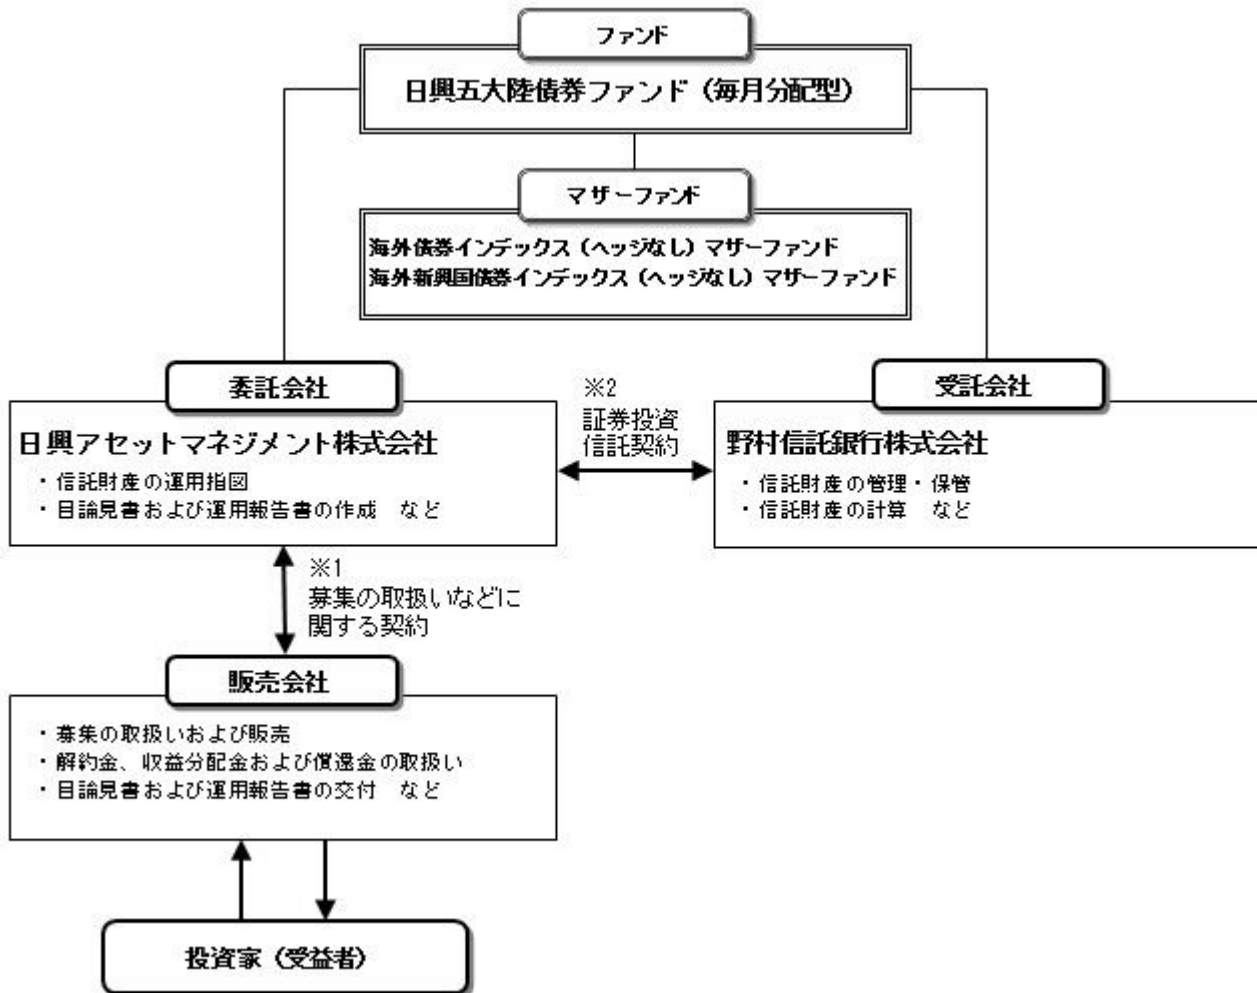 ファンド
日興五大陸債券ファンド（毎月分配型）
マザーファンド
海外債券インデックス（ヘッジなし）マザーファンド
海外新興国債券インデックス（ヘッジなし）マザーファンド
委託会社
日興アセットマネジメント株式会社
・信託財産の運用指図
・目論見書および運用報告書の作成　など
※2
証券投資
信託契約
受託会社
野村信託銀行株式会社
・信託財産の管理・保管
・信託財産の計算　など
※1
募集の取扱いなどに
関する契約
販売会社
・募集の取扱いおよび販売
・解約金、収益分配金および償還金の取扱い
・目論見書および運用報告書の交付　など
投資家（受益者）